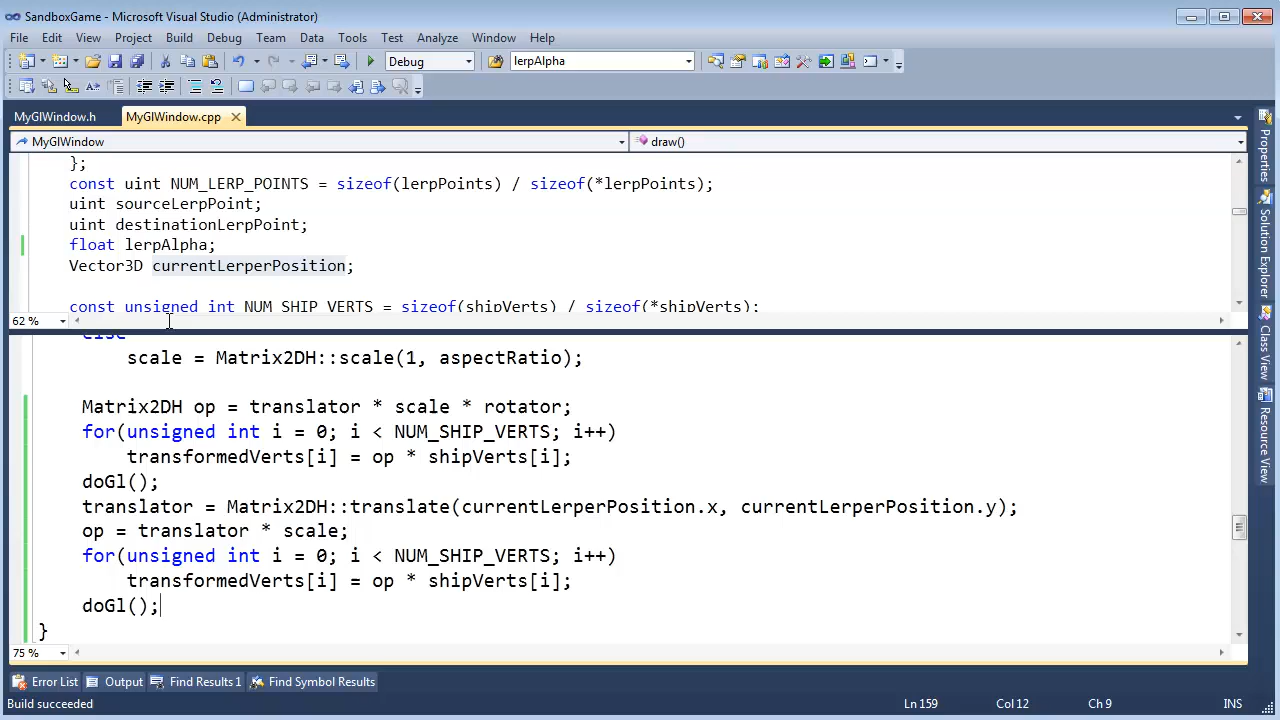 SandboxGame - Microsoft Visual Studio (Administrator)
File Edit View Project Build Debug Team Data Tools Test Analyze Window Help
Debug lerpAlpha
MyGlWindow.h MyGlWindow.cpp
MyGlWindow draw()
};
const uint NUM_LERP_POINTS = sizeof(lerpPoints) / sizeof(*lerpPoints);
uint sourceLerpPoint;
uint destinationLerpPoint;
float lerpAlpha;
Vector3D currentLerperPosition;
const unsigned int NUM_SHIP_VERTS = sizeof(shipVerts) / sizeof(*shipVerts);
62 %
else
scale = Matrix2DH::scale(1, aspectRatio);
Matrix2DH op = translator * scale * rotator;
for(unsigned int i = 0; i < NUM_SHIP_VERTS; i++)
transformedVerts[i] = op * shipVerts[i];
doGl();
translator = Matrix2DH::translate(currentLerperPosition.x, currentLerperPosition.y);
op = translator * scale;
for(unsigned int i = 0; i < NUM_SHIP_VERTS; i++)
transformedVerts[i] = op * shipVerts[i];
doGl();
}
75 %
Properties
Solution Explorer
Class View
Resource View
Error List Output Find Results 1 Find Symbol Results
Build succeeded Ln 159 Col 12 Ch 9 INS